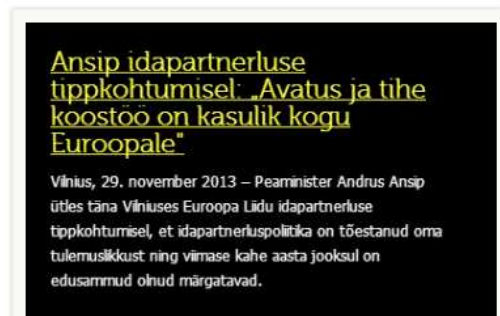 Ansip idapartnerluse
tippkohtumisel: „Avatus ja tihe
koostöö on kasulik kogu
Euroopale"
Vilnius, 29. november 2013 – Peaminister Andrus Ansip
ütles täna Vilniuses Euroopa Liidu idapartnerluse
tippkohtumisel, et idapartnerluspoliitika on tõestanud oma
tulemuslikkust ning viimase kahe aasta jooksul on
edusammud olnud märgatavad.